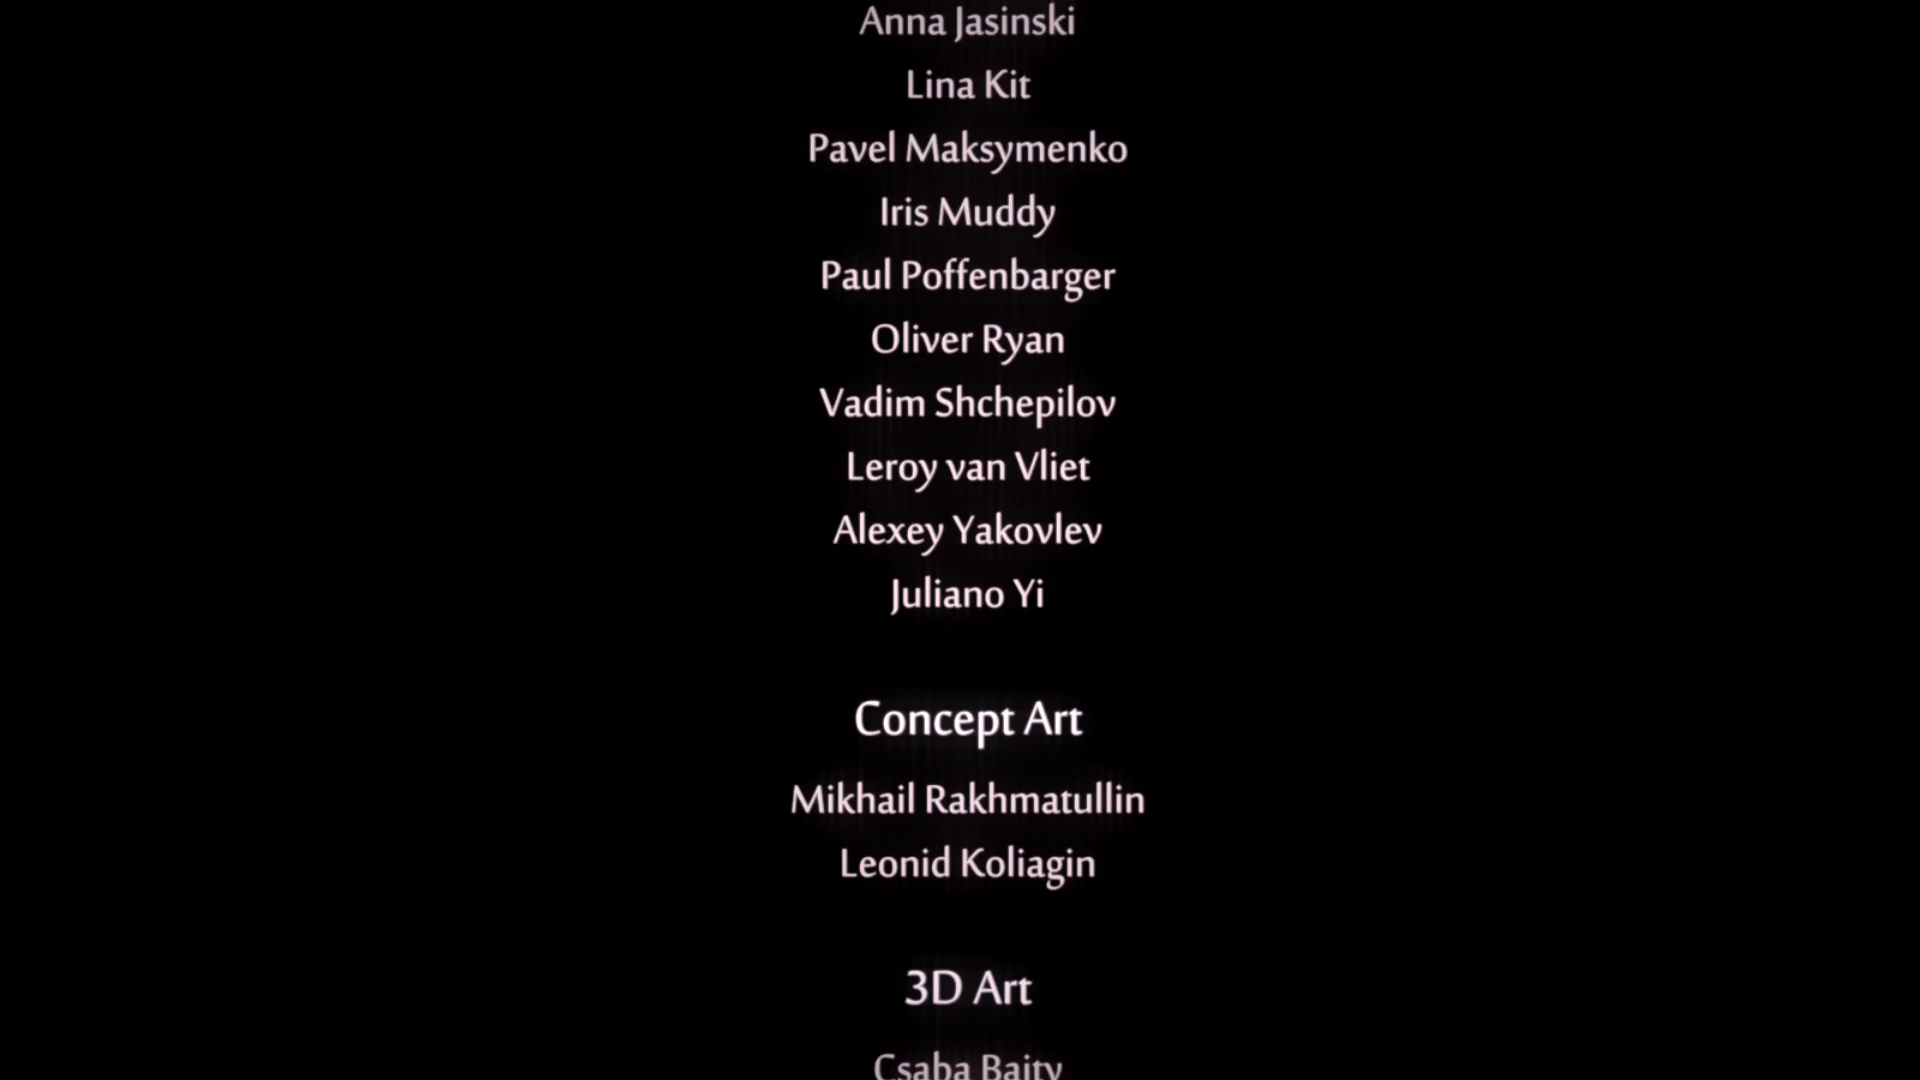 Anna Jasinski
Lina Kit
Pavel Maksymenko
Iris Muddy
Paul Poffenbarger
Oliver Ryan
Vadim Shchepilov
Leroy van Vliet
Alexey Yakovlev
Juliano Yi
Concept Art
Mikhail Rakhmatullin
Leonid Koliagin
3D Art
Csaba Baity